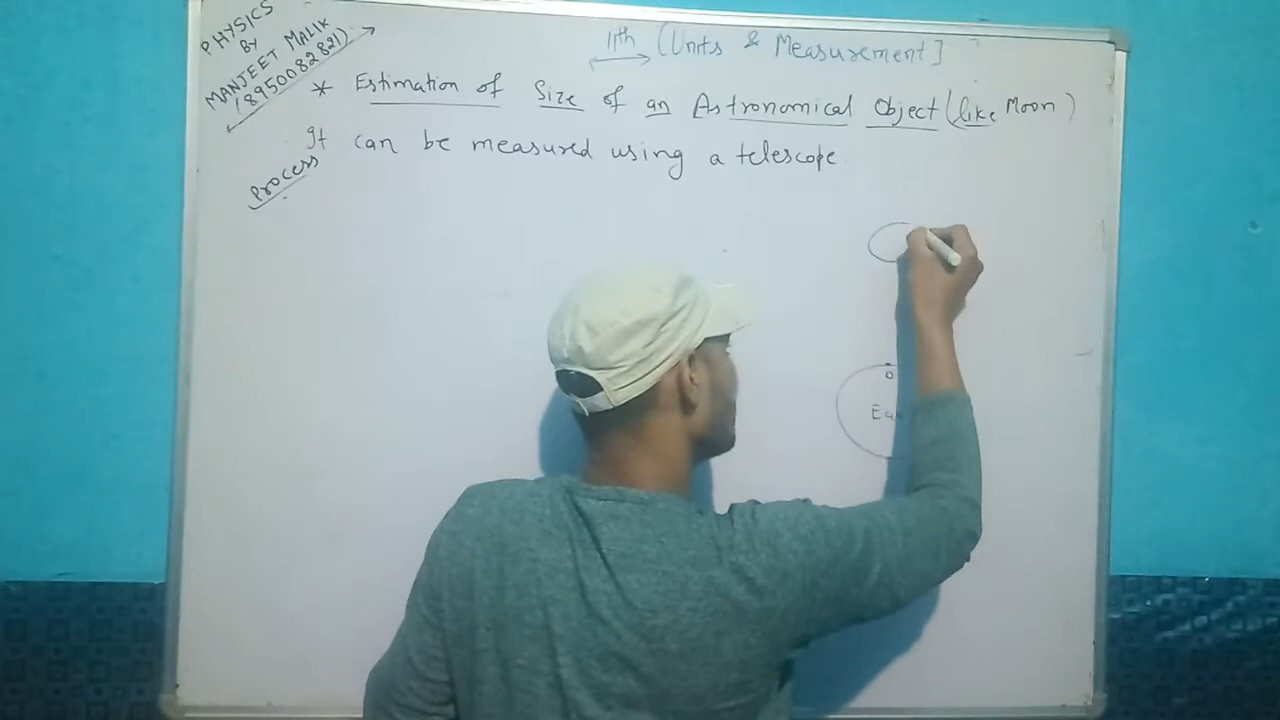 PHYSICS
BY
MANJEET MALIK
(8950082821)
11th (Units & Measurement]
* Estimation of Size of an Astronomical Object (like Moon)
It can be measured using a telescope
Process
O
Ea